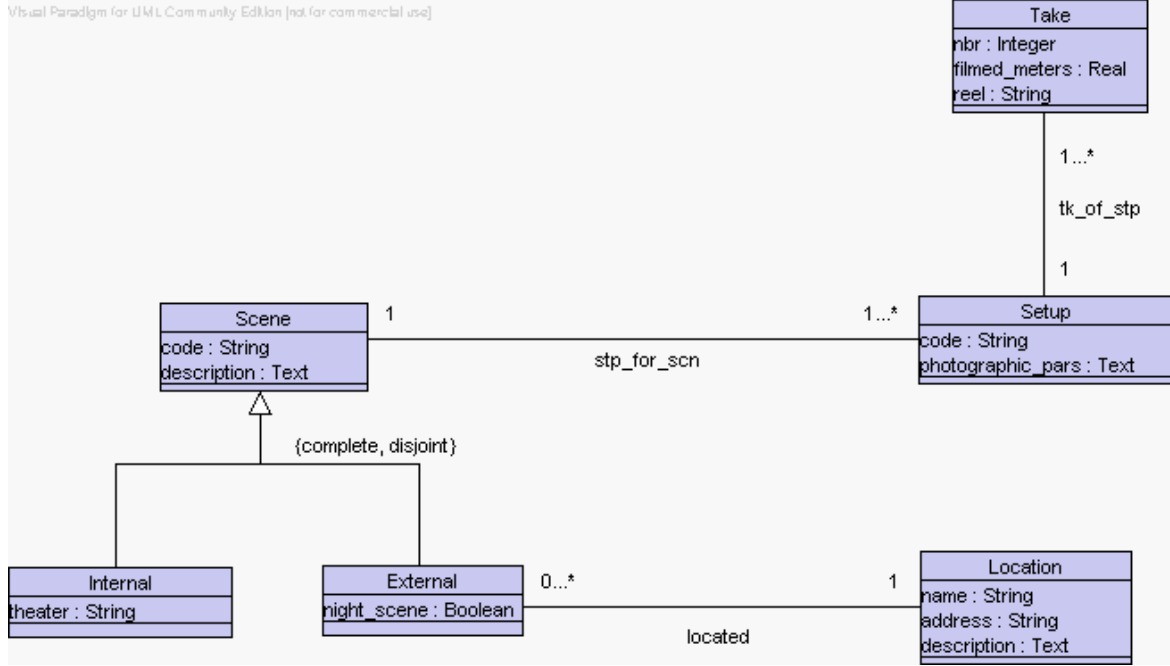 Visual Paradigm for UML Community Edition [not for commercial use]
Take
nbr : Integer
filmed_meters : Real
reel : String
1...*
tk_of_stp
1
Scene
code : String
description : Text
1
1...*
stp_for_scn
Setup
code : String
photographic_pars : Text
{complete, disjoint}
Internal
theater : String
External
night_scene : Boolean
0...*
1
located
Location
name : String
address : String
description : Text